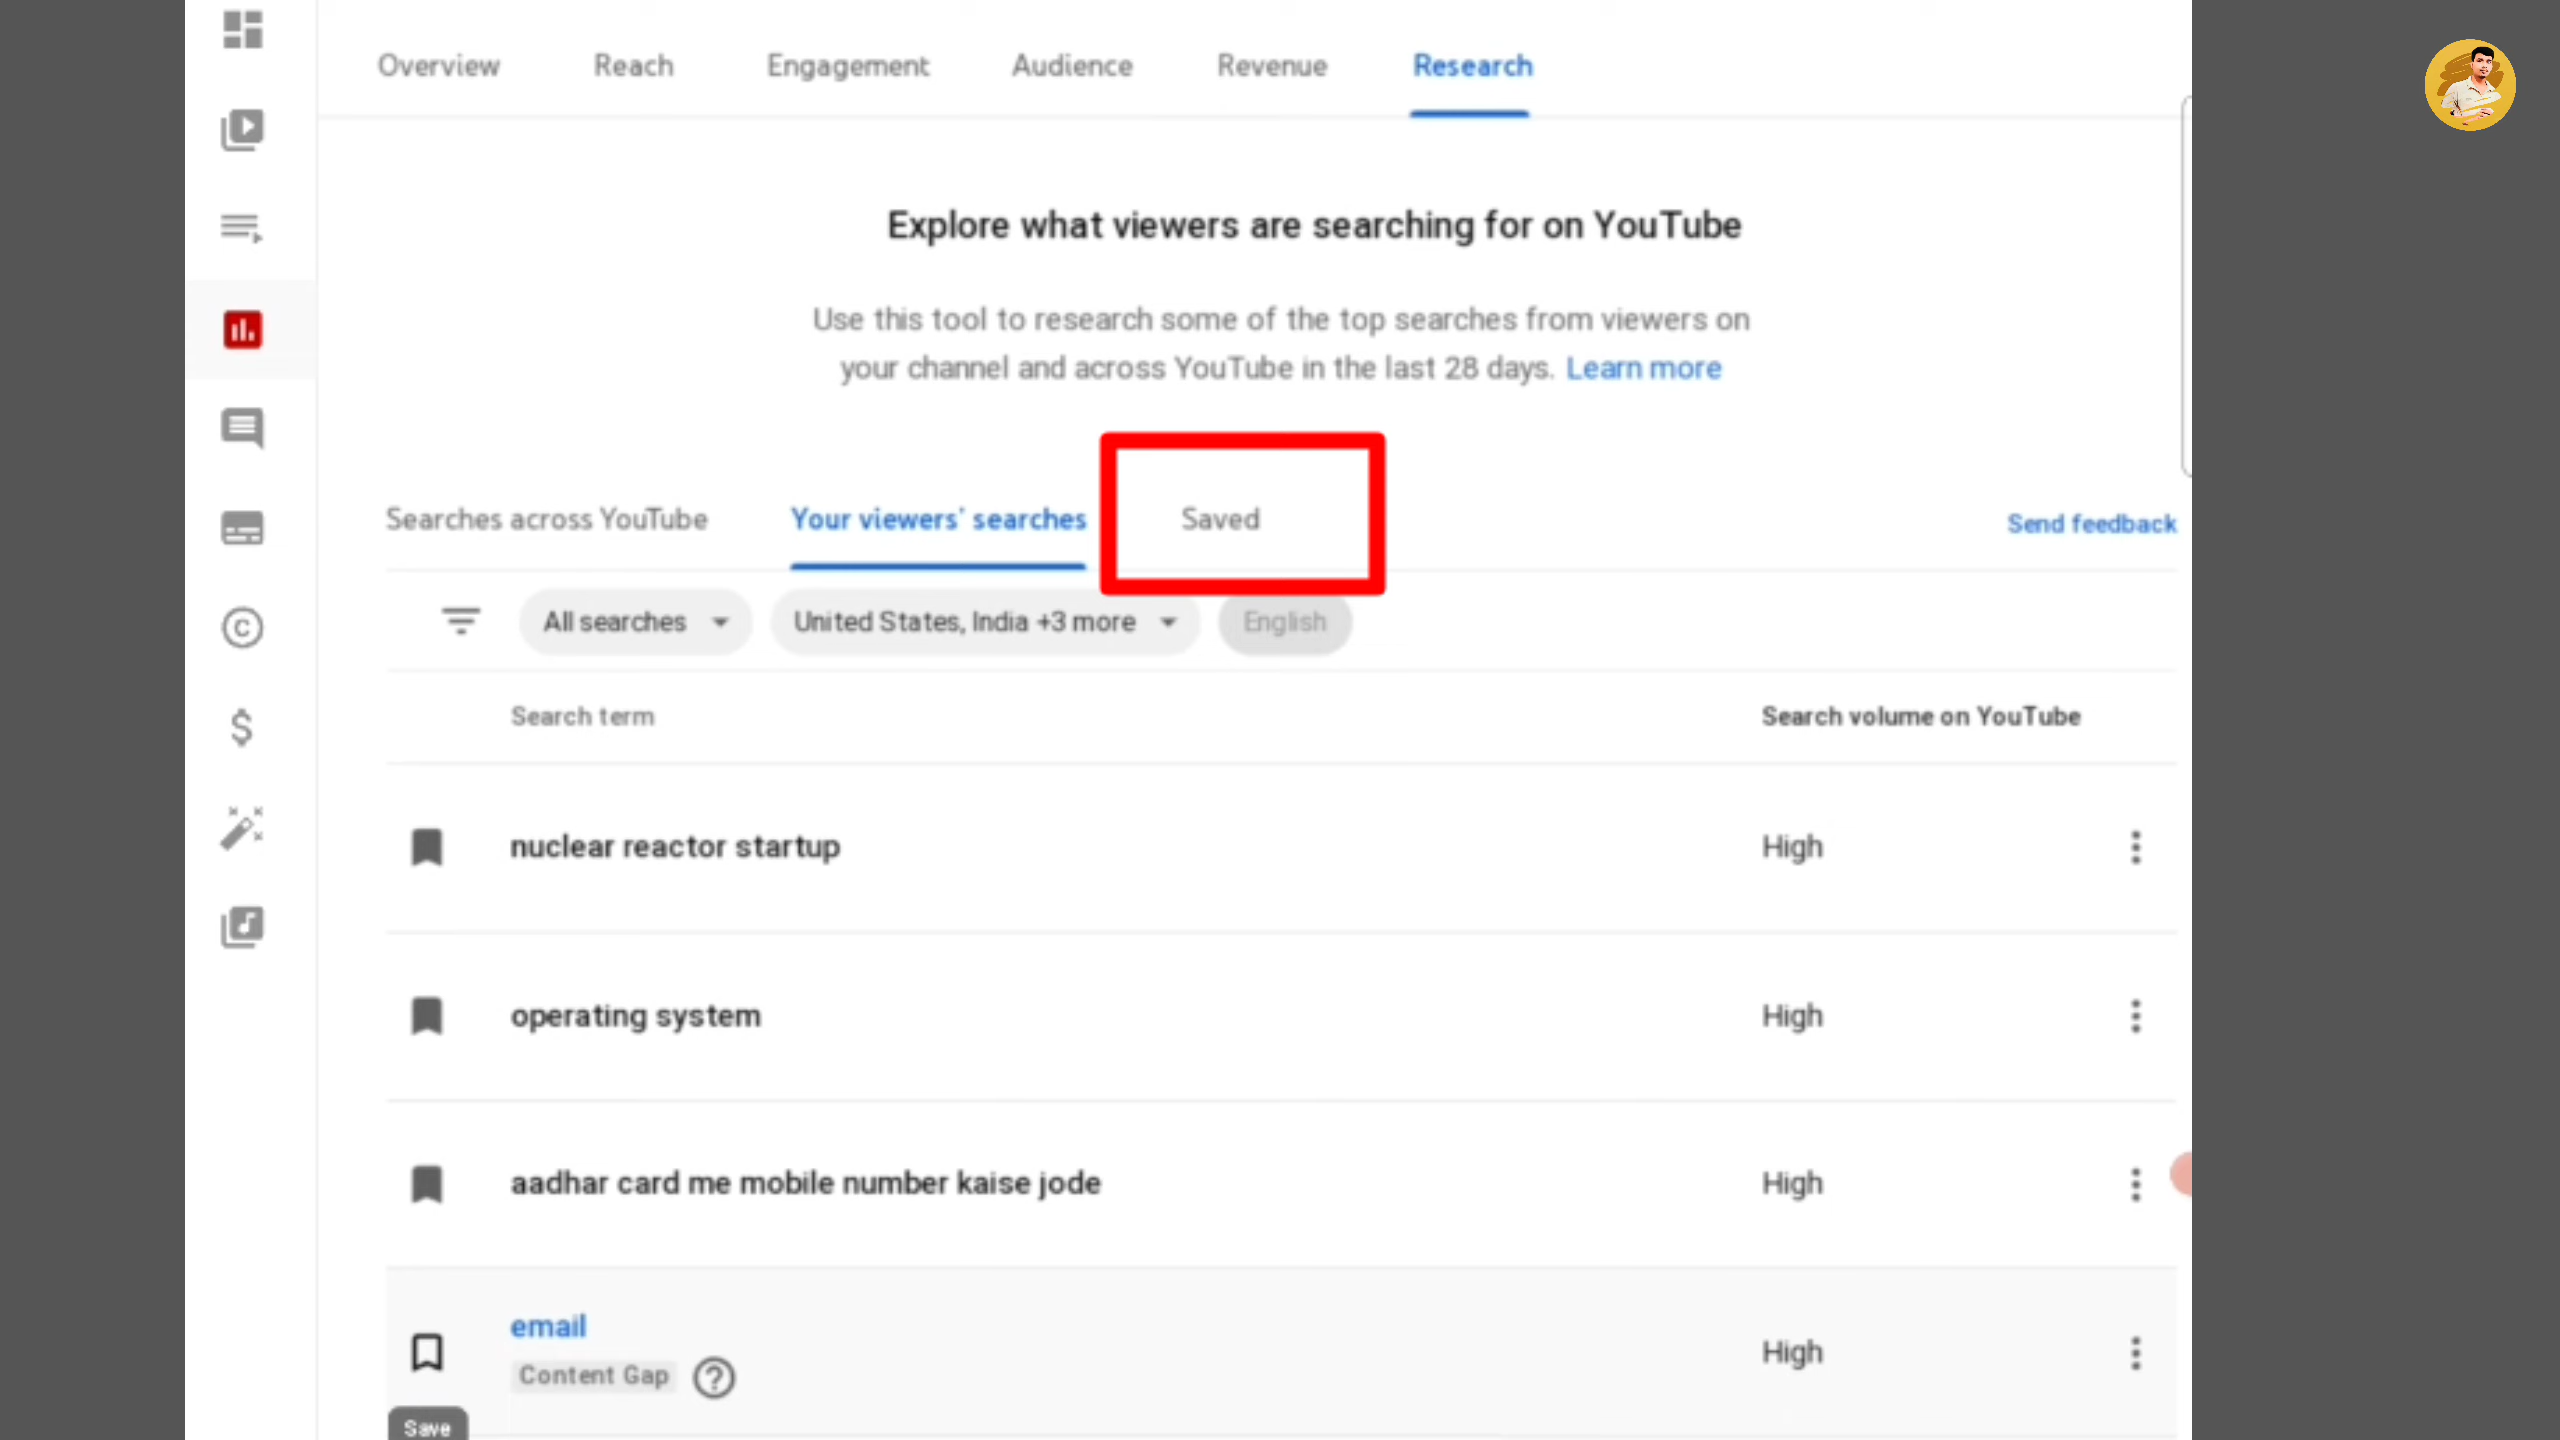 Overview Reach Engagement Audience Revenue Research
Explore what viewers are searching for on YouTube
Use this tool to research some of the top searches from viewers on
your channel and across YouTube in the last 28 days. Learn more
Searches across YouTube Your viewers' searches Saved Send feedback
All searches United States, India +3 more English
Search term Search volume on YouTube
nuclear reactor startup High
operating system High
aadhar card me mobile number kaise jode High
email
Content Gap High
Save